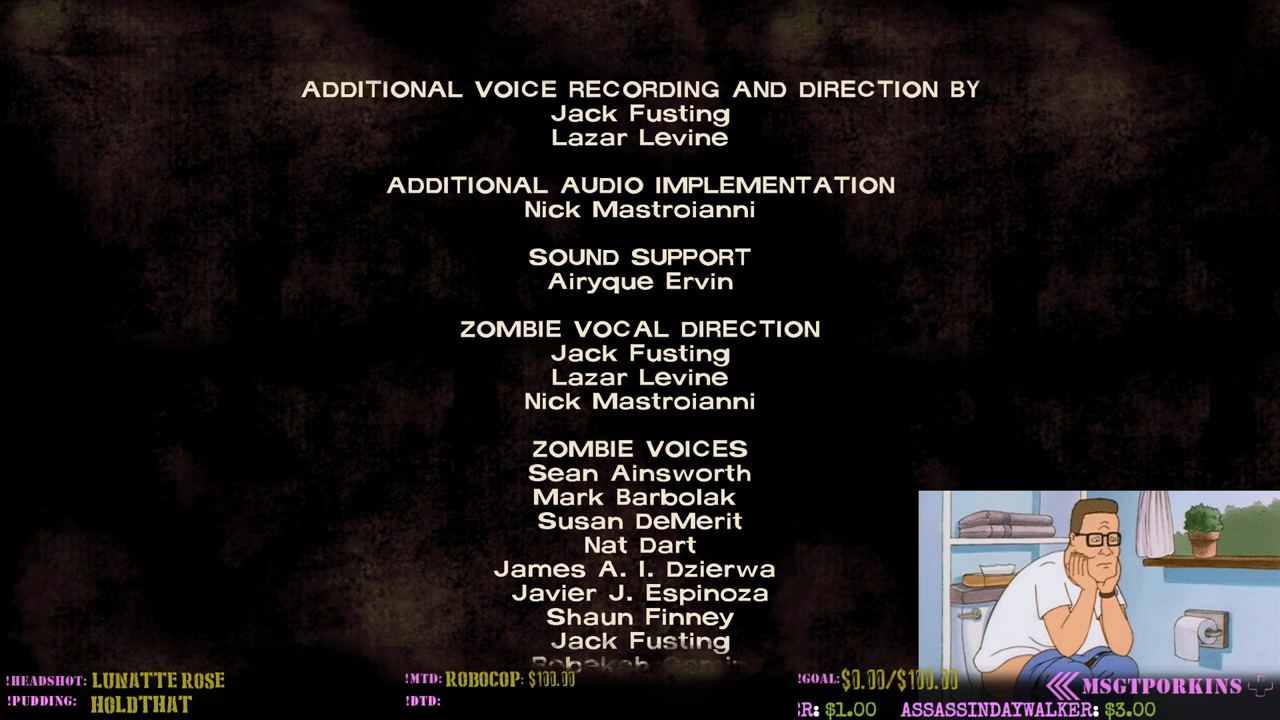 ADDITIONAL VOICE RECORDING AND DIRECTION BY
Jack Fusting
Lazar Levine
ADDITIONAL AUDIO IMPLEMENTATION
Nick Mastroianni
SOUND SUPPORT
Airyque Ervin
ZOMBIE VOCAL DIRECTION
Jack Fusting
Lazar Levine
Nick Mastroianni
ZOMBIE VOICES
Sean Ainsworth
Mark Barbolak
Susan DeMerit
Nat Dart
James A. I. Dzierwa
Javier J. Espinoza
Shaun Finney
Jack Fusting
!HEADSHOT: LUNATTE ROSE
!PUDDING: HOLDTHAT
!MTD: ROBOCOP: $100.00
!DTD:
!GOAL: $0.00/$100.00
MSGTPORKINS
R: $1.00 ASSASSINDAYWALKER: $3.00